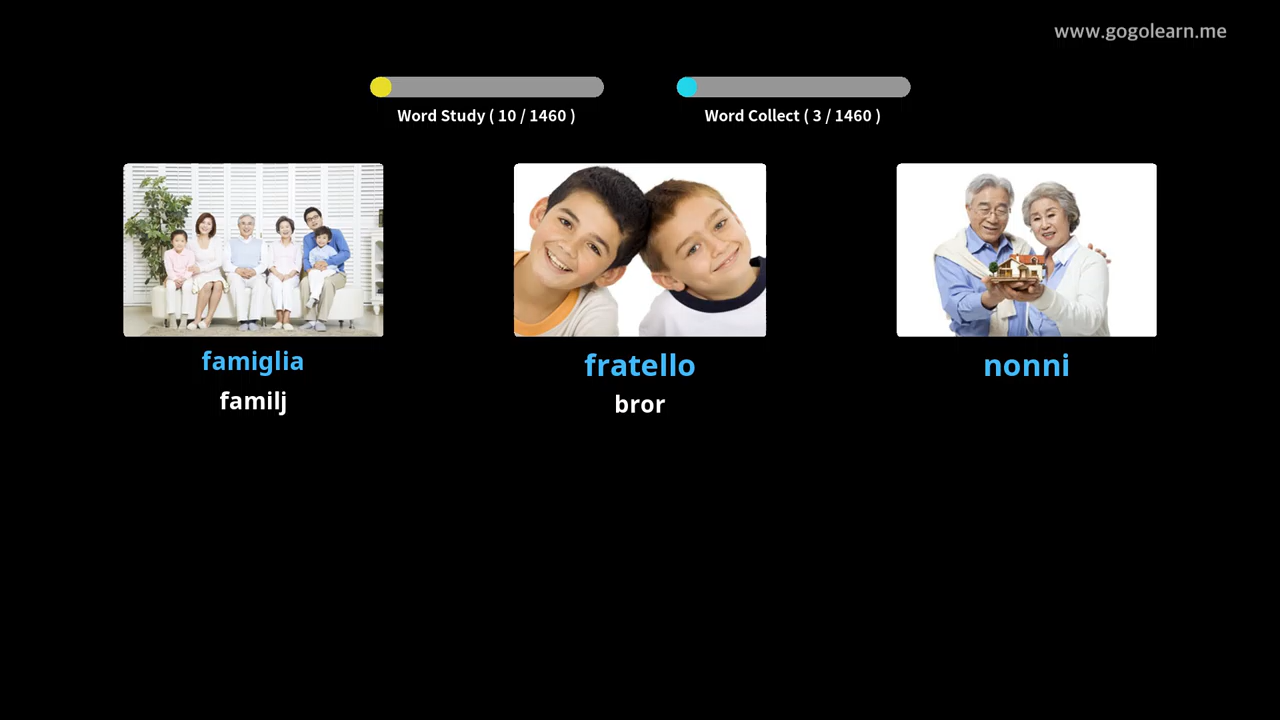 www.gogolearn.me
Word Study ( 10 / 1460 )
Word Collect ( 3 / 1460 )
famiglia
familj
fratello
bror
nonni